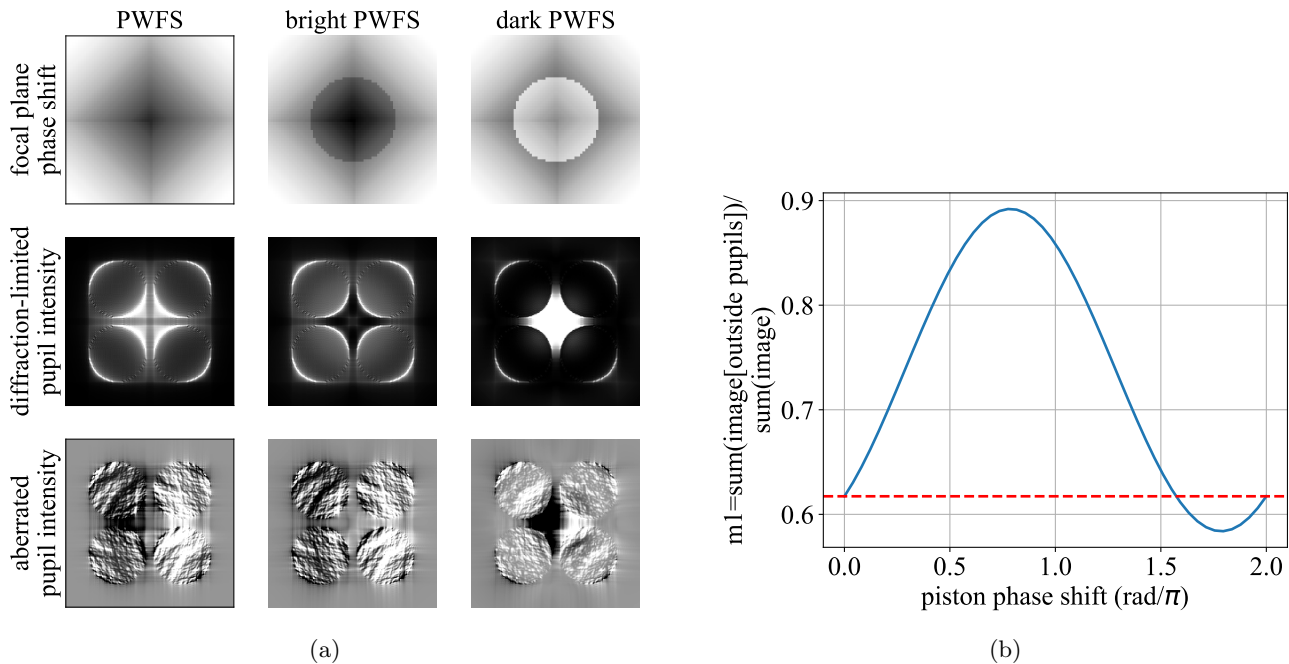 PWFS
bright PWFS
dark PWFS
focal plane
phase shift
diffraction-limited
pupil intensity
aberrated
pupil intensity
(a)
m1=sum(image[outside pupils])/
sum(image)
0.9
0.8
0.7
0.6
0.0
0.5
1.0
1.5
2.0
piston phase shift (rad/π)
(b)